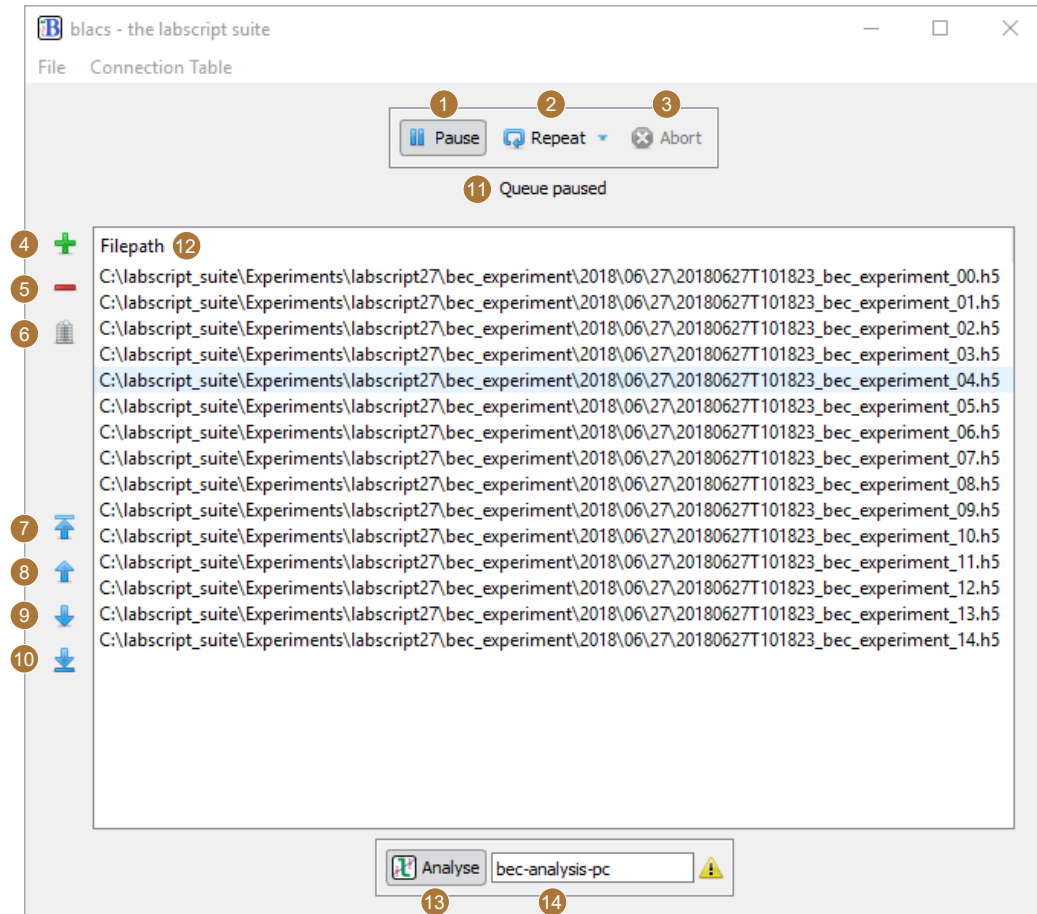 blacs - the labscript suite
File Connection Table
1 2 3
Pause Repeat Abort
11 Queue paused
4
5
6
7
8
9
10
Filepath 12
C:\labscript_suite\Experiments\labscript27\bec_experiment\2018\06\27\20180627T101823_bec_experiment_00.h5
C:\labscript_suite\Experiments\labscript27\bec_experiment\2018\06\27\20180627T101823_bec_experiment_01.h5
C:\labscript_suite\Experiments\labscript27\bec_experiment\2018\06\27\20180627T101823_bec_experiment_02.h5
C:\labscript_suite\Experiments\labscript27\bec_experiment\2018\06\27\20180627T101823_bec_experiment_03.h5
C:\labscript_suite\Experiments\labscript27\bec_experiment\2018\06\27\20180627T101823_bec_experiment_04.h5
C:\labscript_suite\Experiments\labscript27\bec_experiment\2018\06\27\20180627T101823_bec_experiment_05.h5
C:\labscript_suite\Experiments\labscript27\bec_experiment\2018\06\27\20180627T101823_bec_experiment_06.h5
C:\labscript_suite\Experiments\labscript27\bec_experiment\2018\06\27\20180627T101823_bec_experiment_07.h5
C:\labscript_suite\Experiments\labscript27\bec_experiment\2018\06\27\20180627T101823_bec_experiment_08.h5
C:\labscript_suite\Experiments\labscript27\bec_experiment\2018\06\27\20180627T101823_bec_experiment_09.h5
C:\labscript_suite\Experiments\labscript27\bec_experiment\2018\06\27\20180627T101823_bec_experiment_10.h5
C:\labscript_suite\Experiments\labscript27\bec_experiment\2018\06\27\20180627T101823_bec_experiment_11.h5
C:\labscript_suite\Experiments\labscript27\bec_experiment\2018\06\27\20180627T101823_bec_experiment_12.h5
C:\labscript_suite\Experiments\labscript27\bec_experiment\2018\06\27\20180627T101823_bec_experiment_13.h5
C:\labscript_suite\Experiments\labscript27\bec_experiment\2018\06\27\20180627T101823_bec_experiment_14.h5
Analyse bec-analysis-pc
13 14